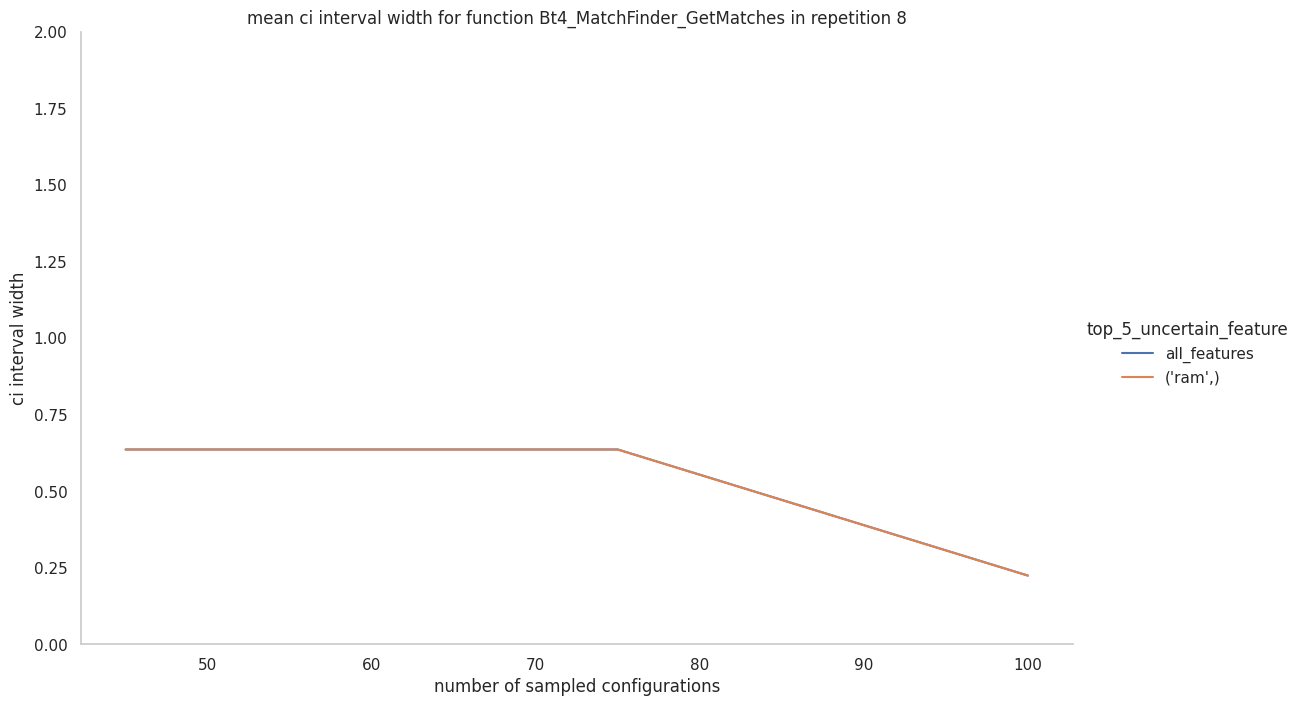 mean ci interval width for function Bt4_MatchFinder_GetMatches in repetition 8
2.00
1.75
1.50
1.25
1.00
0.75
0.50
0.25
0.00
ci interval width
50
60
70
80
90
100
number of sampled configurations
top_5_uncertain_feature
all_features
('ram',)